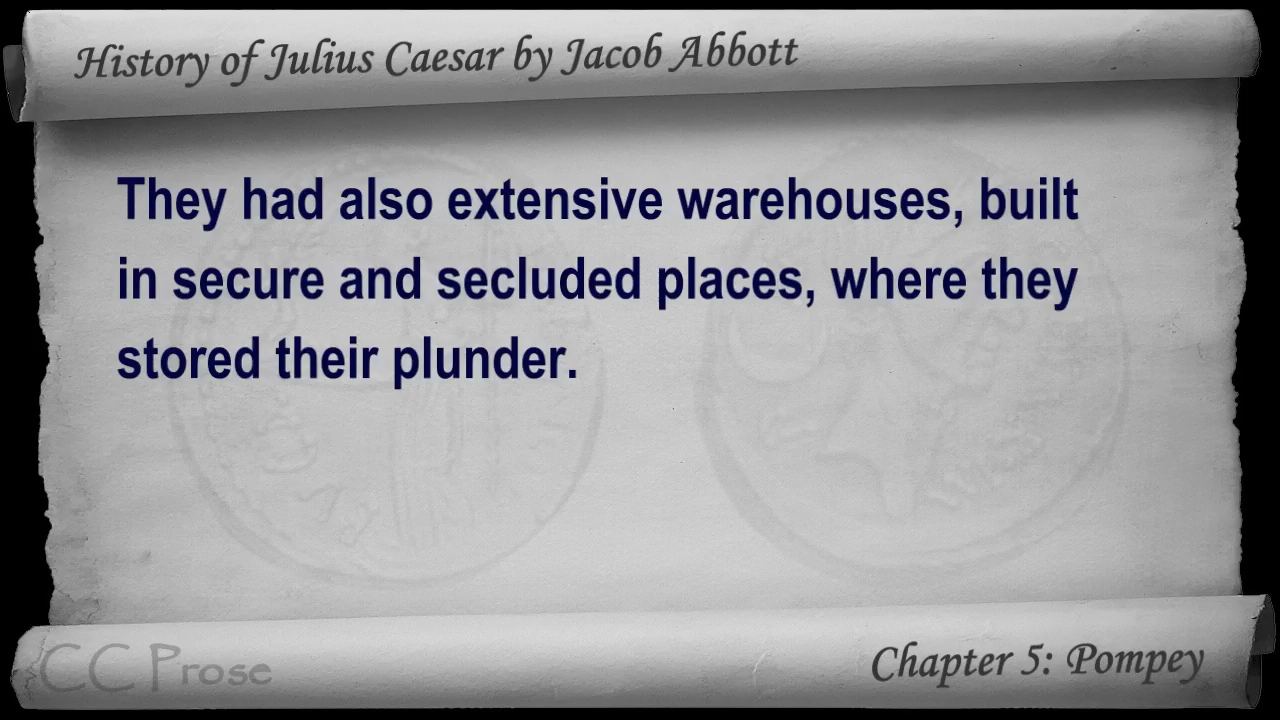 History of Julius Caesar by Jacob Abbott
They had also extensive warehouses, built
in secure and secluded places, where they
stored their plunder.
CC Prose
Chapter 5: Pompey